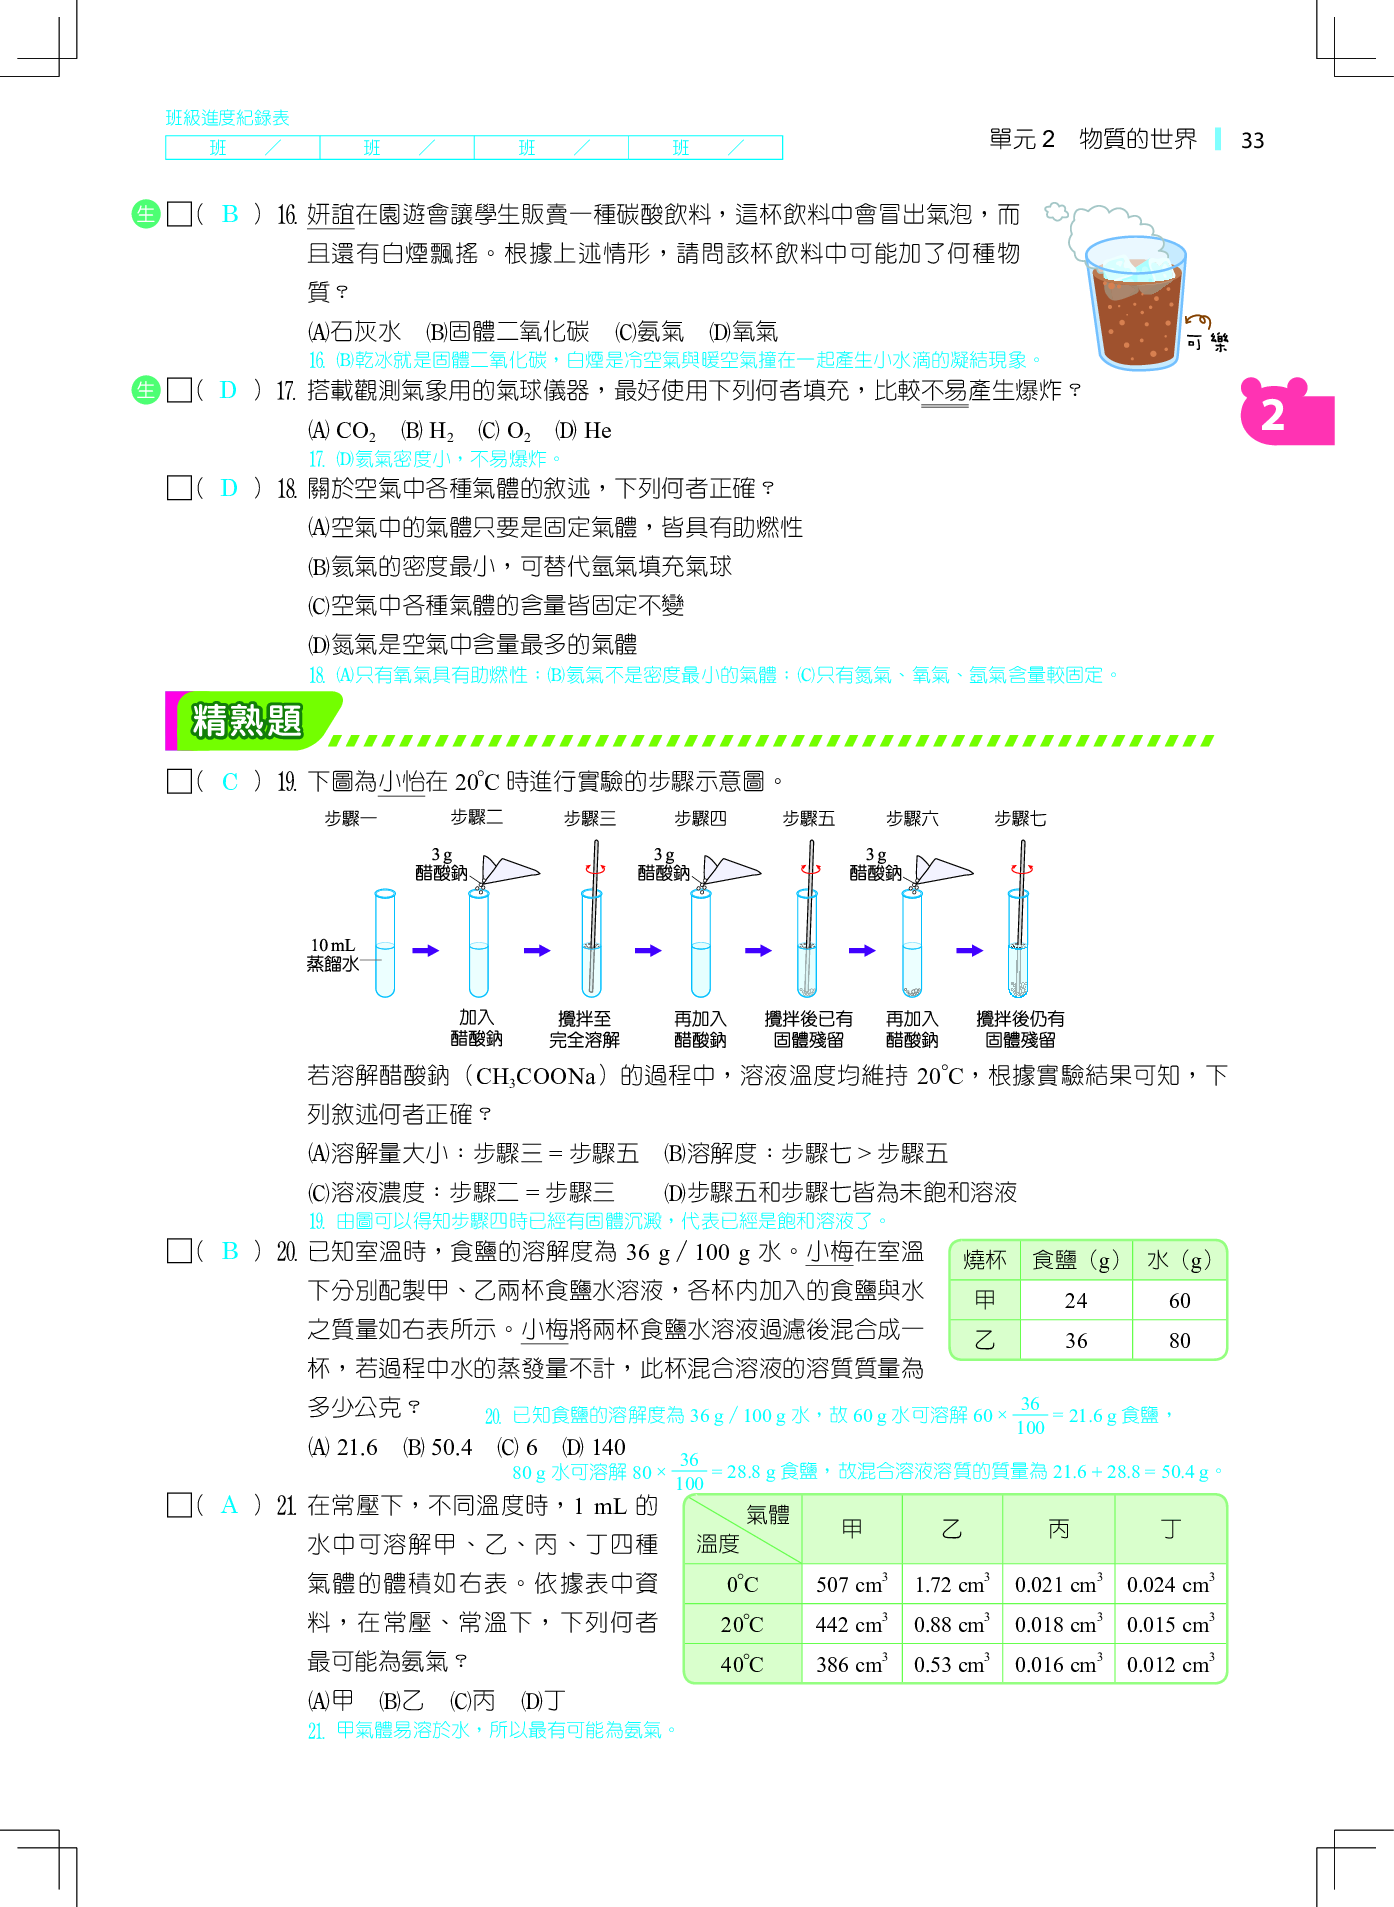 班級進度紀錄表
班 ／ 班 ／ 班 ／ 班 ／
單元2 物質的世界 33
生 □( B ) 16. 妍誼在園遊會讓學生販賣一種碳酸飲料，這杯飲料中會冒出氣泡，而
且還有白煙飄搖。根據上述情形，請問該杯飲料中可能加了何種物
質？
(A)石灰水 (B)固體二氧化碳 (C)氨氣 (D)氧氣
可樂
16. (B)乾冰就是固體二氧化碳，白煙是冷空氣與暖空氣撞在一起產生小水滴的凝結現象。
生 □( D ) 17. 搭載觀測氣象用的氣球儀器，最好使用下列何者填充，比較不易產生爆炸？
(A) CO₂ (B) H₂ (C) O₂ (D) He
17. (D)氦氣密度小，不易爆炸。
2
□( D ) 18. 關於空氣中各種氣體的敘述，下列何者正確？
(A)空氣中的氣體只要是固定氣體，皆具有助燃性
(B)氦氣的密度最小，可替代氫氣填充氣球
(C)空氣中各種氣體的含量皆固定不變
(D)氮氣是空氣中含量最多的氣體
18. (A)只有氧氣具有助燃性；(B)氦氣不是密度最小的氣體；(C)只有氮氣、氧氣、氬氣含量較固定。
精熟題
□( C ) 19. 下圖為小怡在 20℃ 時進行實驗的步驟示意圖。
步驟一 步驟二 步驟三 步驟四 步驟五 步驟六 步驟七
3 g 3 g 3 g
醋酸鈉 醋酸鈉 醋酸鈉
10 mL
蒸餾水
加入 攪拌至 再加入 攪拌後已有 再加入 攪拌後仍有
醋酸鈉 完全溶解 醋酸鈉 固體殘留 醋酸鈉 固體殘留
若溶解醋酸鈉（CH₃COONa）的過程中，溶液溫度均維持 20℃，根據實驗結果可知，下
列敘述何者正確？
(A)溶解量大小：步驟三＝步驟五 (B)溶解度：步驟七＞步驟五
(C)溶液濃度：步驟二＝步驟三 (D)步驟五和步驟七皆為未飽和溶液
19. 由圖可以得知步驟四時已經有固體沉澱，代表已經是飽和溶液了。
□( B ) 20. 已知室溫時，食鹽的溶解度為 36 g／100 g 水。小梅在室溫
下分別配製甲、乙兩杯食鹽水溶液，各杯內加入的食鹽與水
之質量如右表所示。小梅將兩杯食鹽水溶液過濾後混合成一
杯，若過程中水的蒸發量不計，此杯混合溶液的溶質質量為
多少公克？
(A) 21.6 (B) 50.4 (C) 6 (D) 140
燒杯 食鹽（g） 水（g）
甲 24 60
乙 36 80
20. 已知食鹽的溶解度為 36 g／100 g 水，故 60 g 水可溶解 60 × 36/100 = 21.6 g 食鹽，
80 g 水可溶解 80 × 36/100 = 28.8 g 食鹽，故混合溶液溶質的質量為 21.6 + 28.8 = 50.4 g。
□( A ) 21. 在常壓下，不同溫度時，1 mL 的
水中可溶解甲、乙、丙、丁四種
氣體的體積如右表。依據表中資
料，在常壓、常溫下，下列何者
最可能為氨氣？
(A)甲 (B)乙 (C)丙 (D)丁
氣體 溫度 甲 乙 丙 丁
0℃ 507 cm³ 1.72 cm³ 0.021 cm³ 0.024 cm³
20℃ 442 cm³ 0.88 cm³ 0.018 cm³ 0.015 cm³
40℃ 386 cm³ 0.53 cm³ 0.016 cm³ 0.012 cm³
21. 甲氣體易溶於水，所以最有可能為氨氣。